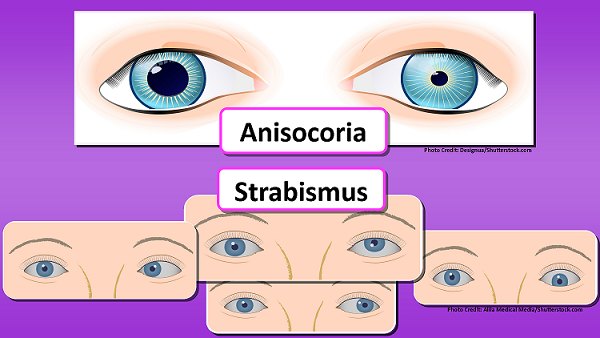 Anisocoria
Photo Credit: Designua/Shutterstock.com
Strabismus
Photo Credit: Alila Medical Media/Shutterstock.com